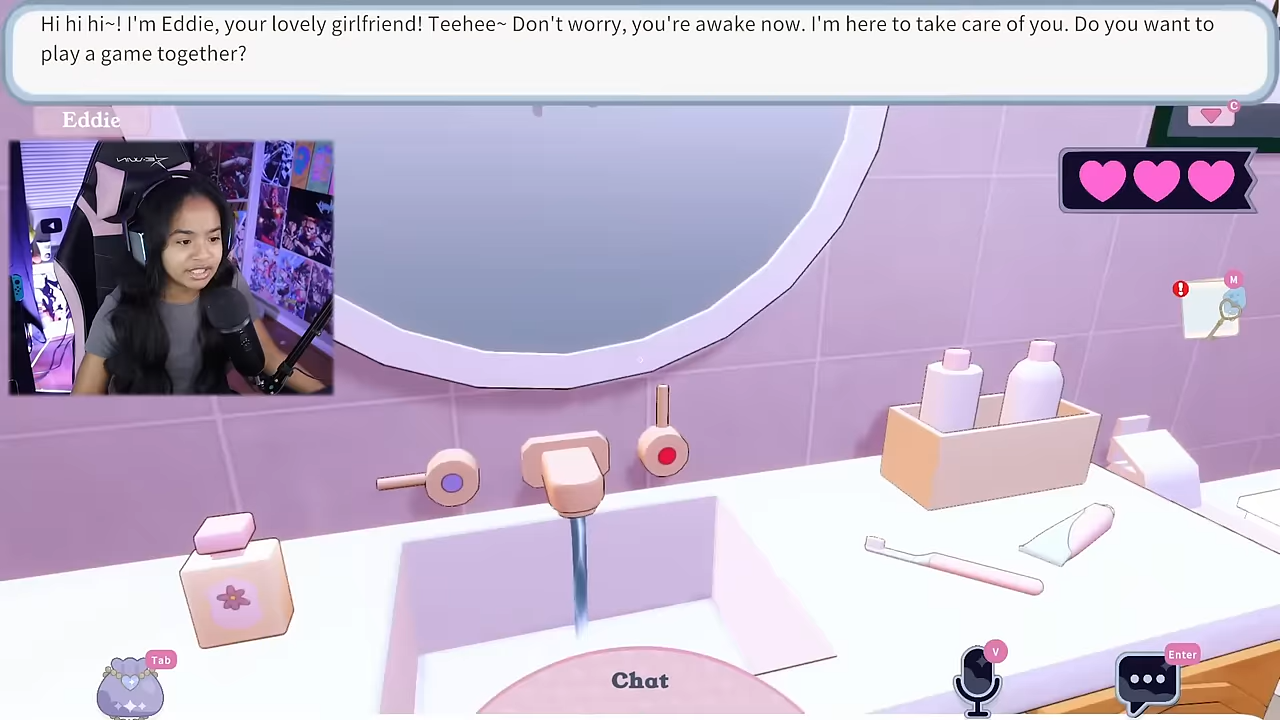 Hi hi hi~! I'm Eddie, your lovely girlfriend! Teehee~ Don't worry, you're awake now. I'm here to take care of you. Do you want to
play a game together?
Eddie
C
M
Tab
Chat
V
Enter